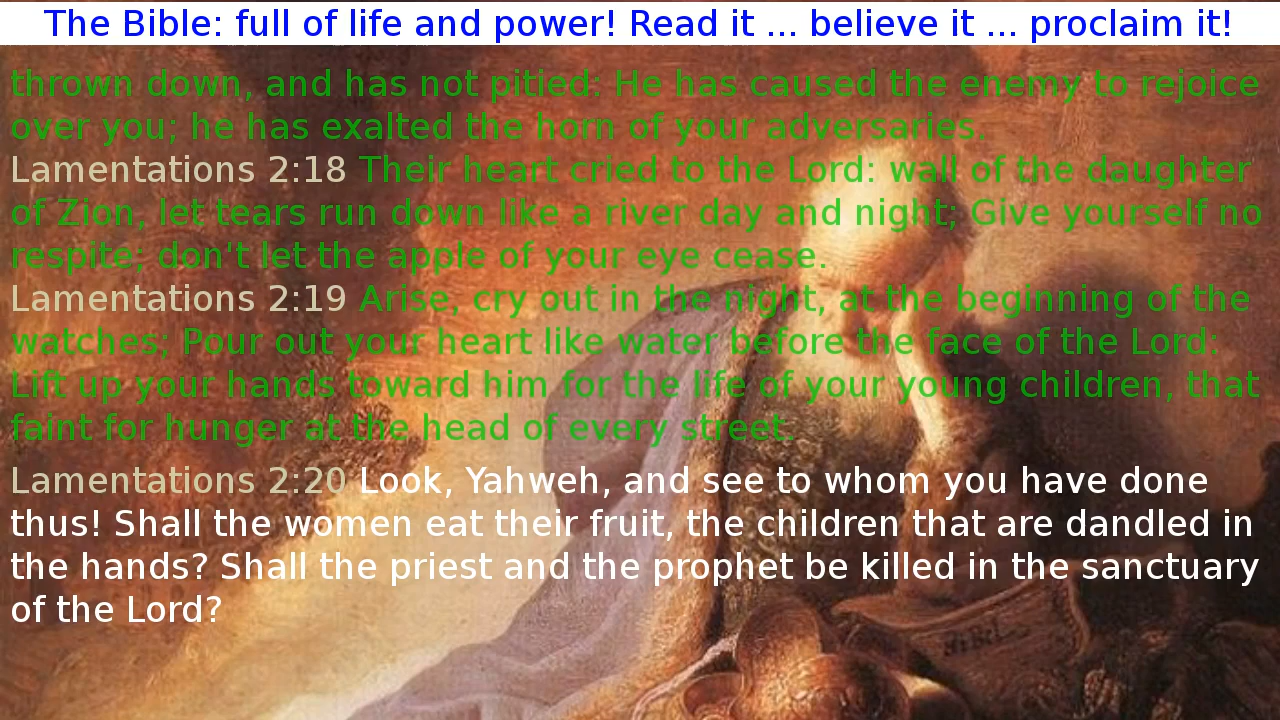 The Bible: full of life and power! Read it ... believe it ... proclaim it!
thrown down, and has not pitied: He has caused the enemy to rejoice
over you; he has exalted the horn of your adversaries.
Lamentations 2:18 Their heart cried to the Lord: wall of the daughter
of Zion, let tears run down like a river day and night; Give yourself no
respite; don't let the apple of your eye cease.
Lamentations 2:19 Arise, cry out in the night, at the beginning of the
watches; Pour out your heart like water before the face of the Lord:
Lift up your hands toward him for the life of your young children, that
faint for hunger at the head of every street.
Lamentations 2:20 Look, Yahweh, and see to whom you have done
thus! Shall the women eat their fruit, the children that are dandled in
the hands? Shall the priest and the prophet be killed in the sanctuary
of the Lord?